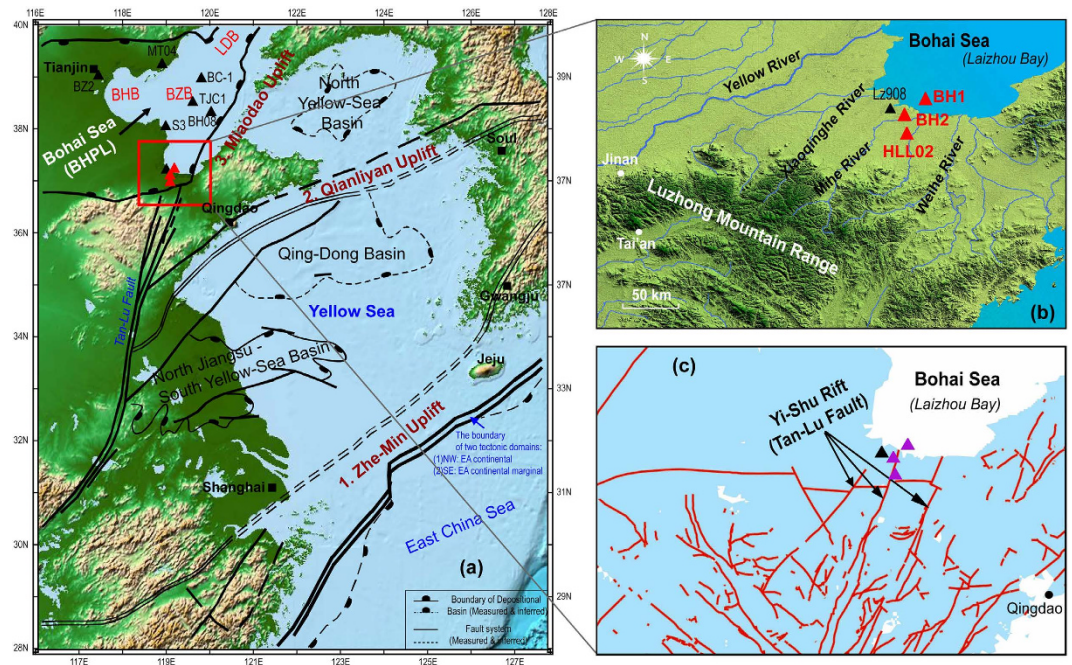 116E 118E 120E 122E 124E 126E 128E
40N
39N
38N
37N
36N
35N
34N
33N
32N
31N
30N
29N
28N
39N
37N
35N
37N
33N
31N
29N
117E 119E 121E 123E 125E 127E
MT04
LDB
Tianjin
BZ2
BC-1
BHB
BZB
TJC1
BH08
S3
Bohai Sea
(BHPL)
3. Miaodao Uplift
North
Yellow-Sea
Basin
Soul
2. Qianliyan Uplift
Qingdao
Qing-Dong Basin
Gwangju
Tan-Lu Fault
Yellow Sea
North Jiangsu -
South Yellow-Sea Basin
Jeju
The boundary
of two tectonic domains:
(1)NW: EA continental
(2)SE: EA continental marginal
1. Zhe-Min Uplift
Shanghai
East China Sea
(a)
Boundary of Depositional
Basin (Measured & inferred)
Fault system
(Measured & inferred)
N
W E
S
Bohai Sea
(Laizhou Bay)
Yellow River
Lz908
BH1
BH2
HLL02
Xiaoqinghe River
Mihe River
Weihe River
Jinan
Luzhong Mountain Range
Tai'an
50 km
(b)
(c)
Bohai Sea
(Laizhou Bay)
Yi-Shu Rift
(Tan-Lu Fault)
Qingdao